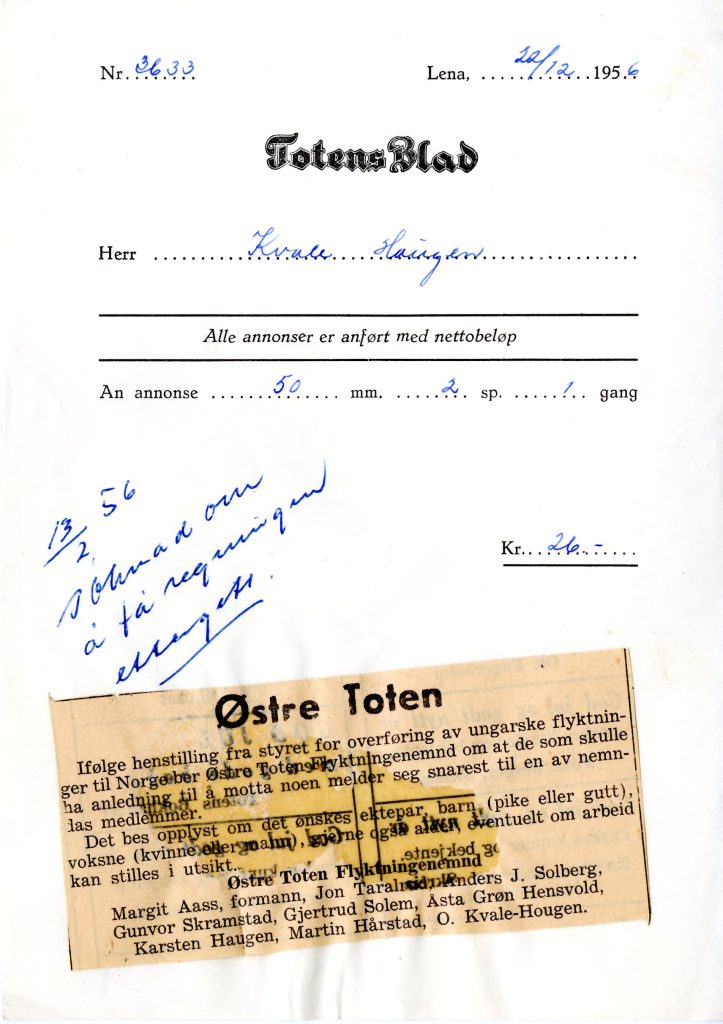 Nr. 3633 Lena, 22/12 1956
Totens Blad
Herr Kvale Haugen
Alle annonser er anført med nettobeløp
An annonse 50 mm. 2 sp. 1 gang
Kr. 26.-
13/2 56
Søknad om
å få regningen
ettergett.
Østre Toten
Ifølge henstilling fra styret for overføring av ungarske flyktnin-
ger til Norge ber Østre Toten Flyktningenemnd om at de som skulle
ha anledning til å motta noen melder seg snarest til en av nemn-
das medlemmer.
Det bes opplyst om det ønskes ektepar, barn (pike eller gutt),
voksne (kvinne eller mann), gjerne også alder, eventuelt om arbeid
kan stilles i utsikt.
Østre Toten Flyktningenemnd
Margit Aass, formann, Jon Taralrud, Anders J. Solberg,
Gunvor Skramstad, Gjertrud Solem, Åsta Grøn Hensvold,
Karsten Haugen, Martin Hårstad, O. Kvale-Hougen.